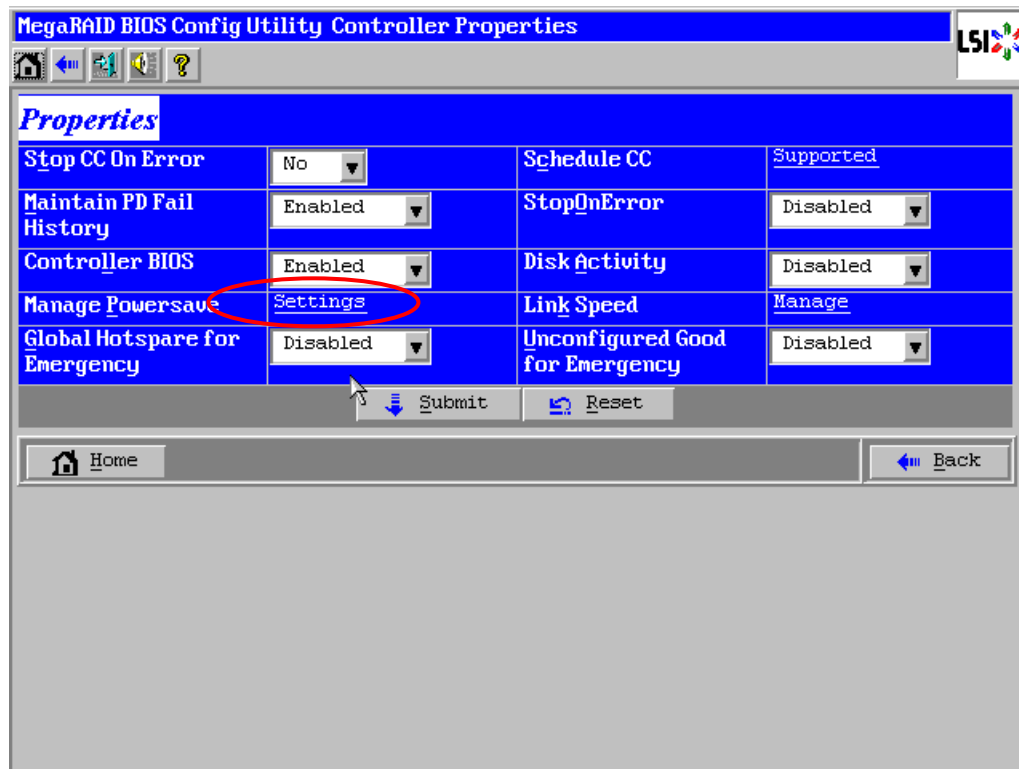 MegaRAID BIOS Config Utility Controller Properties
LSI
Properties
Stop CC On Error No Schedule CC Supported
Maintain PD Fail History Enabled StopOnError Disabled
Controller BIOS Enabled Disk Activity Disabled
Manage Powersave Settings Link Speed Manage
Global Hotspare for Emergency Disabled Unconfigured Good for Emergency Disabled
Submit Reset
Home Back